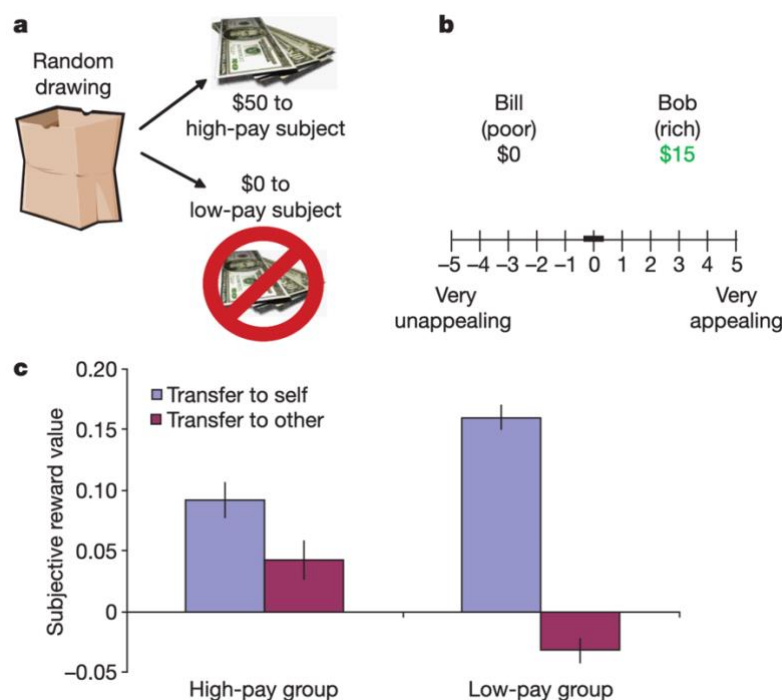 a
Random
drawing
$50 to
high-pay subject
$0 to
low-pay subject
b
Bill
(poor)
$0
Bob
(rich)
$15
–5 –4 –3 –2 –1 0 1 2 3 4 5
Very
unappealing
Very
appealing
c
Subjective reward value
0.20
0.15
0.10
0.05
0
–0.05
Transfer to self
Transfer to other
High-pay group
Low-pay group